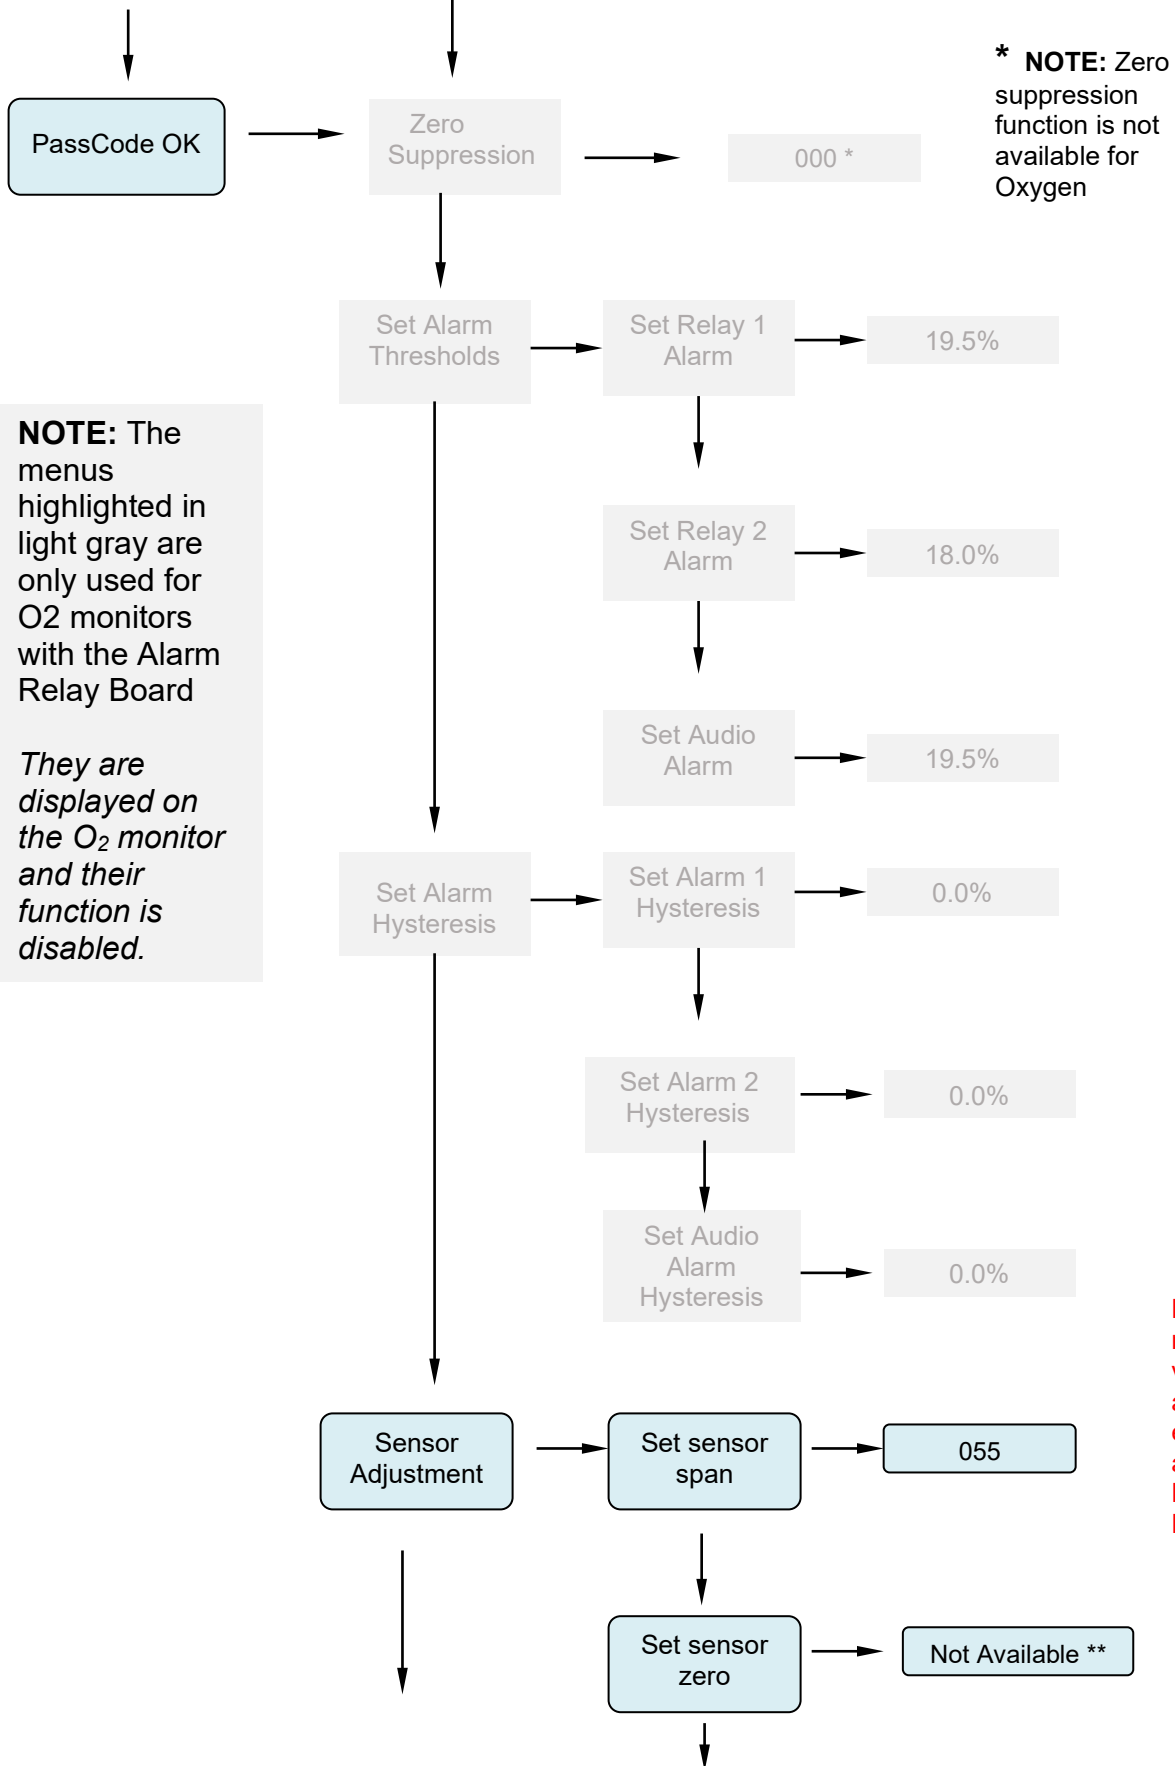 * NOTE: Zero
suppression
function is not
available for
Oxygen
PassCode OK
Zero
Suppression
000 *
Set Alarm
Thresholds
Set Relay 1
Alarm
19.5%
NOTE: The
menus
highlighted in
light gray are
only used for
O2 monitors
with the Alarm
Relay Board
They are
displayed on
the O₂ monitor
and their
function is
disabled.
Set Relay 2
Alarm
18.0%
Set Audio
Alarm
19.5%
Set Alarm
Hysteresis
Set Alarm 1
Hysteresis
0.0%
Set Alarm 2
Hysteresis
0.0%
Set Audio
Alarm
Hysteresis
0.0%
Sensor
Adjustment
Set sensor
span
055
Set sensor
zero
Not Available **